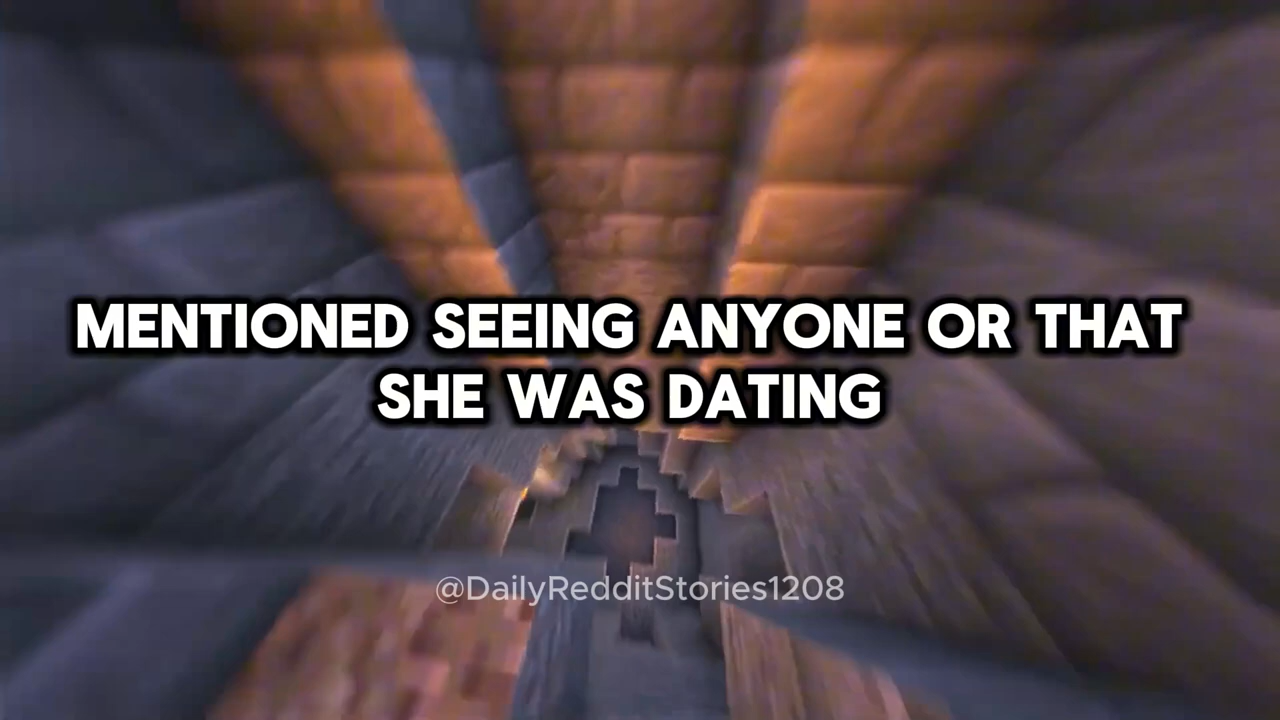 MENTIONED SEEING ANYONE OR THAT
SHE WAS DATING
@DailyRedditStories1208